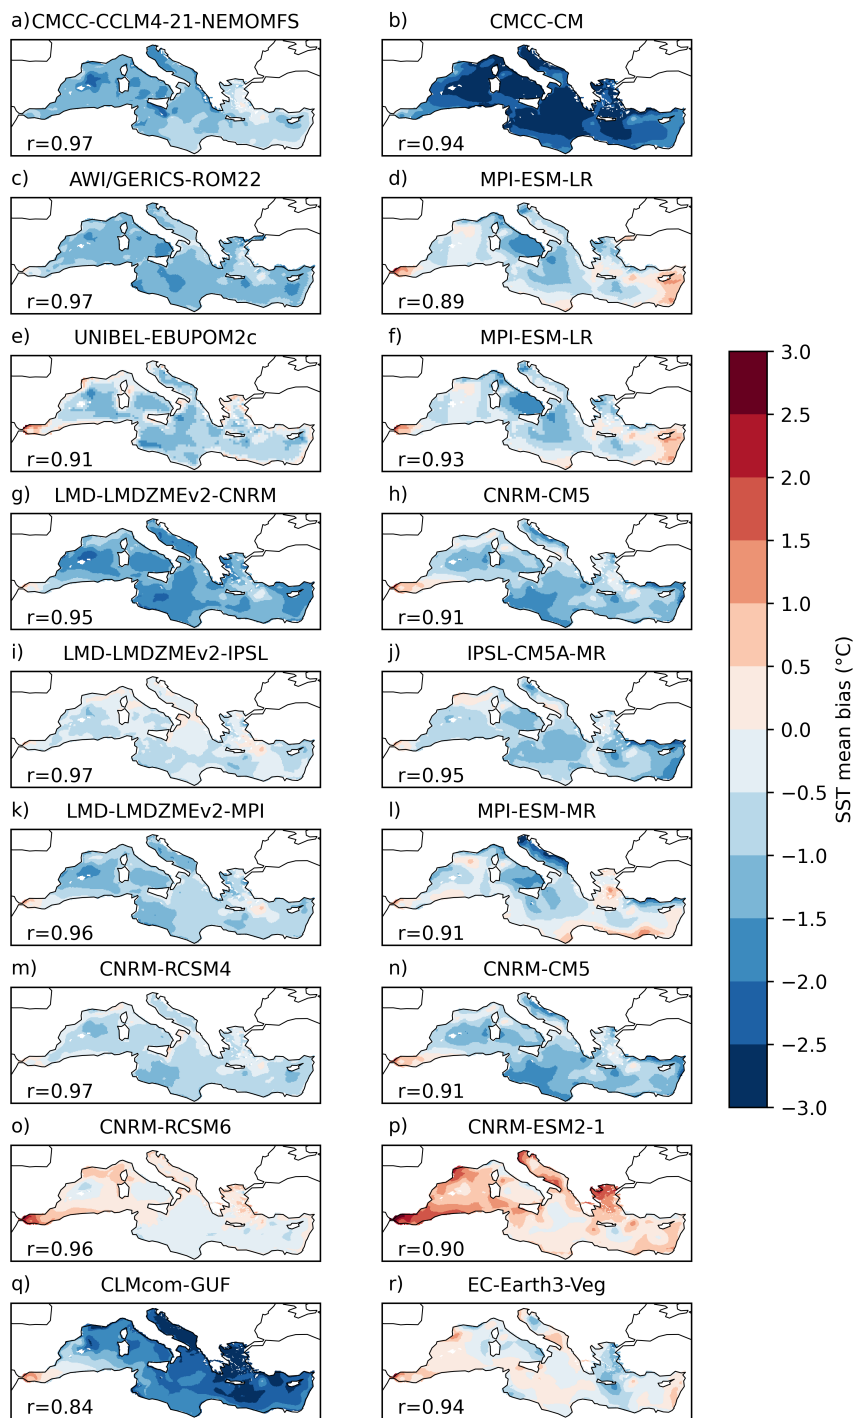 a) CMCC-CCLM4-21-NEMOMFS
b) CMCC-CM
r=0.97
r=0.94
c) AWI/GERICS-ROM22
d) MPI-ESM-LR
r=0.97
r=0.89
e) UNIBEL-EBUPOM2c
f) MPI-ESM-LR
r=0.91
r=0.93
g) LMD-LMDZMEv2-CNRM
h) CNRM-CM5
r=0.95
r=0.91
i) LMD-LMDZMEv2-IPSL
j) IPSL-CM5A-MR
r=0.97
r=0.95
k) LMD-LMDZMEv2-MPI
l) MPI-ESM-MR
r=0.96
r=0.91
m) CNRM-RCSM4
n) CNRM-CM5
r=0.97
r=0.91
o) CNRM-RCSM6
p) CNRM-ESM2-1
r=0.96
r=0.90
q) CLMcom-GUF
r) EC-Earth3-Veg
r=0.84
r=0.94
3.0
2.5
2.0
1.5
1.0
0.5
0.0
−0.5
−1.0
−1.5
−2.0
−2.5
−3.0
SST mean bias (°C)